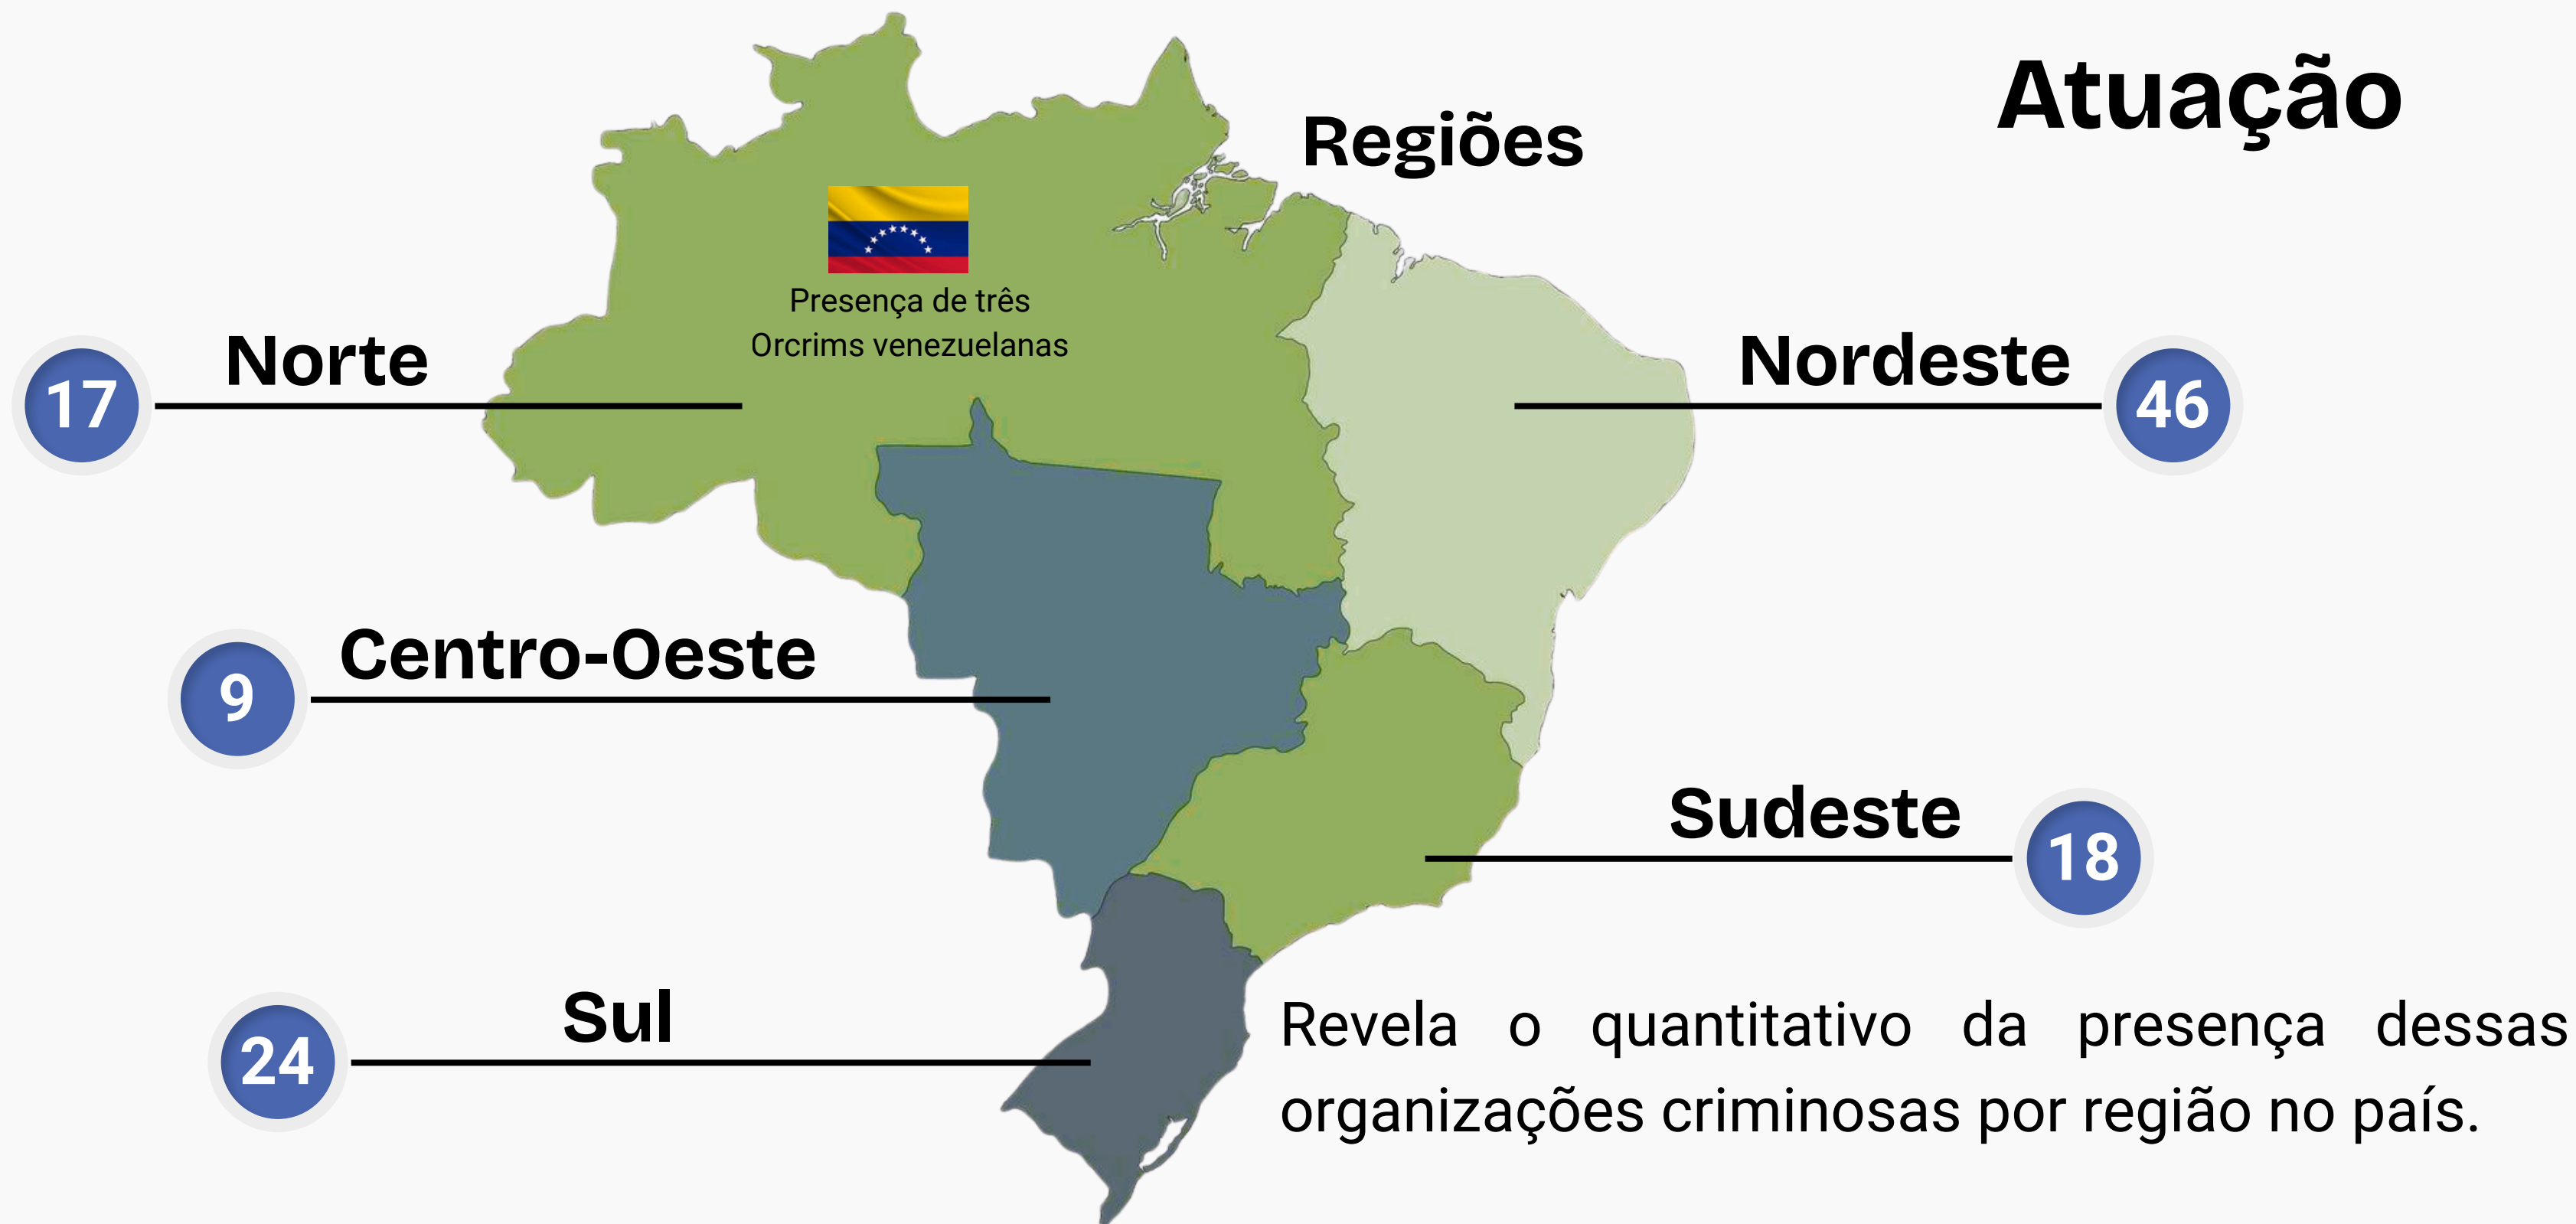 Atuação
Regiões
Presença de três
Orcrims venezuelanas
Norte
17
Nordeste
46
Centro-Oeste
9
Sudeste
18
Sul
24
Revela o quantitativo da presença dessas
organizações criminosas por região no país.